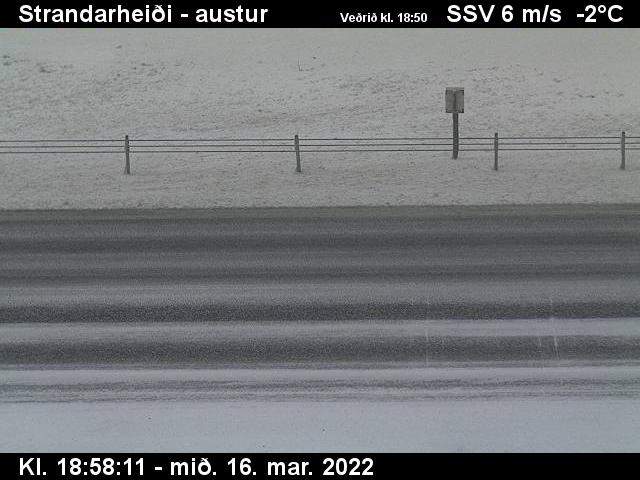 Strandarheiði - austur Veðrið kl. 18:50 SSV 6 m/s -2°C
Kl. 18:58:11 - mið. 16. mar. 2022